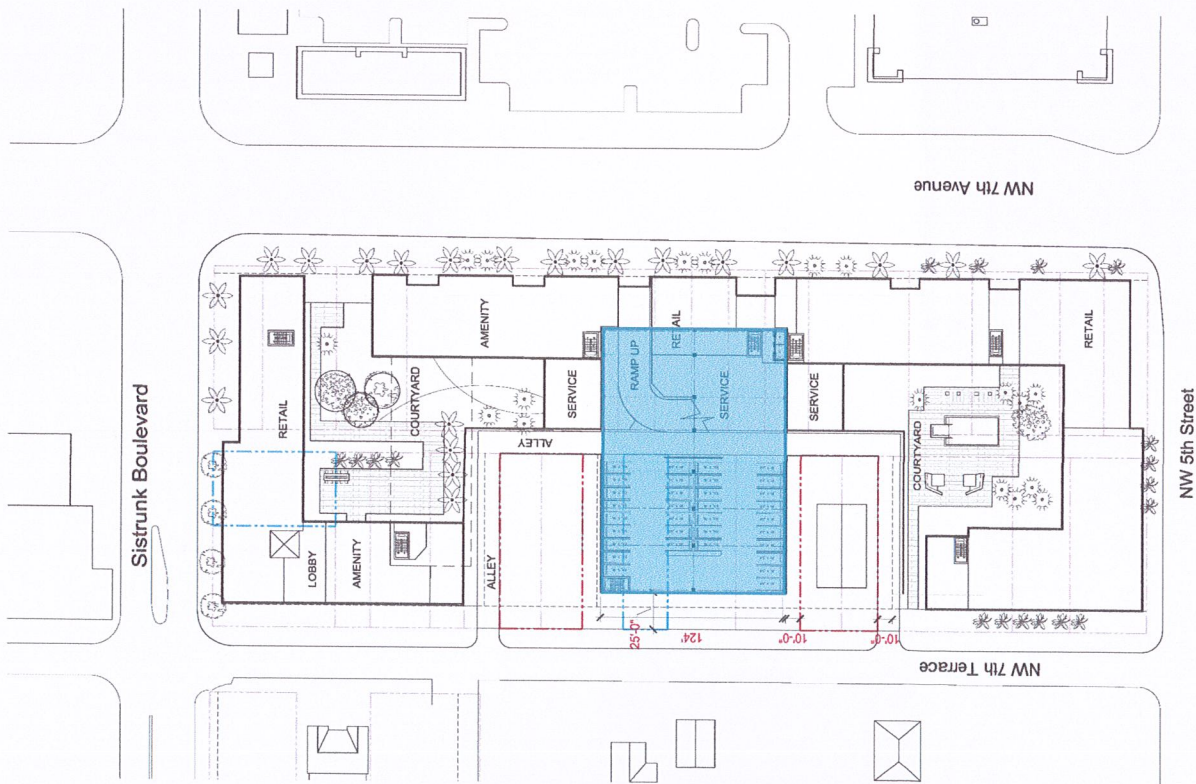 NW 7th Avenue
Sistrunk Boulevard
RETAIL
COURTYARD
AMENITY
SERVICE
RAMP UP
RETAIL
SERVICE
SERVICE
RETAIL
ALLEY
ALLEY
LOBBY
AMENITY
COURTYARD
25'-0"
124'
10'-0"
10'-0"
NW 7th Terrace
NW 5th Street